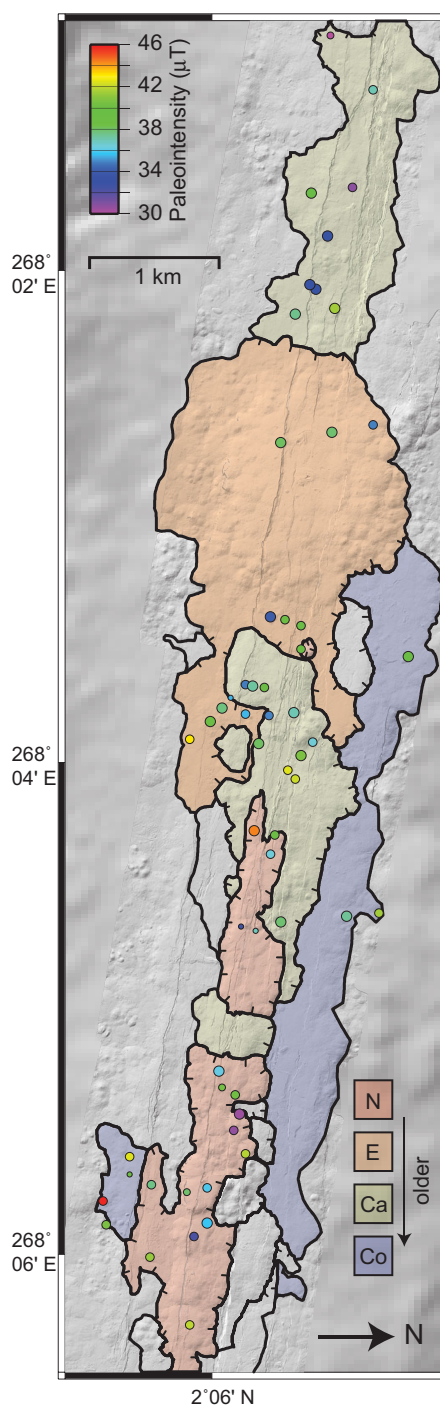 46
42
38
34
30
Paleointensity (μT)
1 km
268°
02' E
268°
04' E
N
E
Ca
Co
older
268°
06' E
N
2°06' N